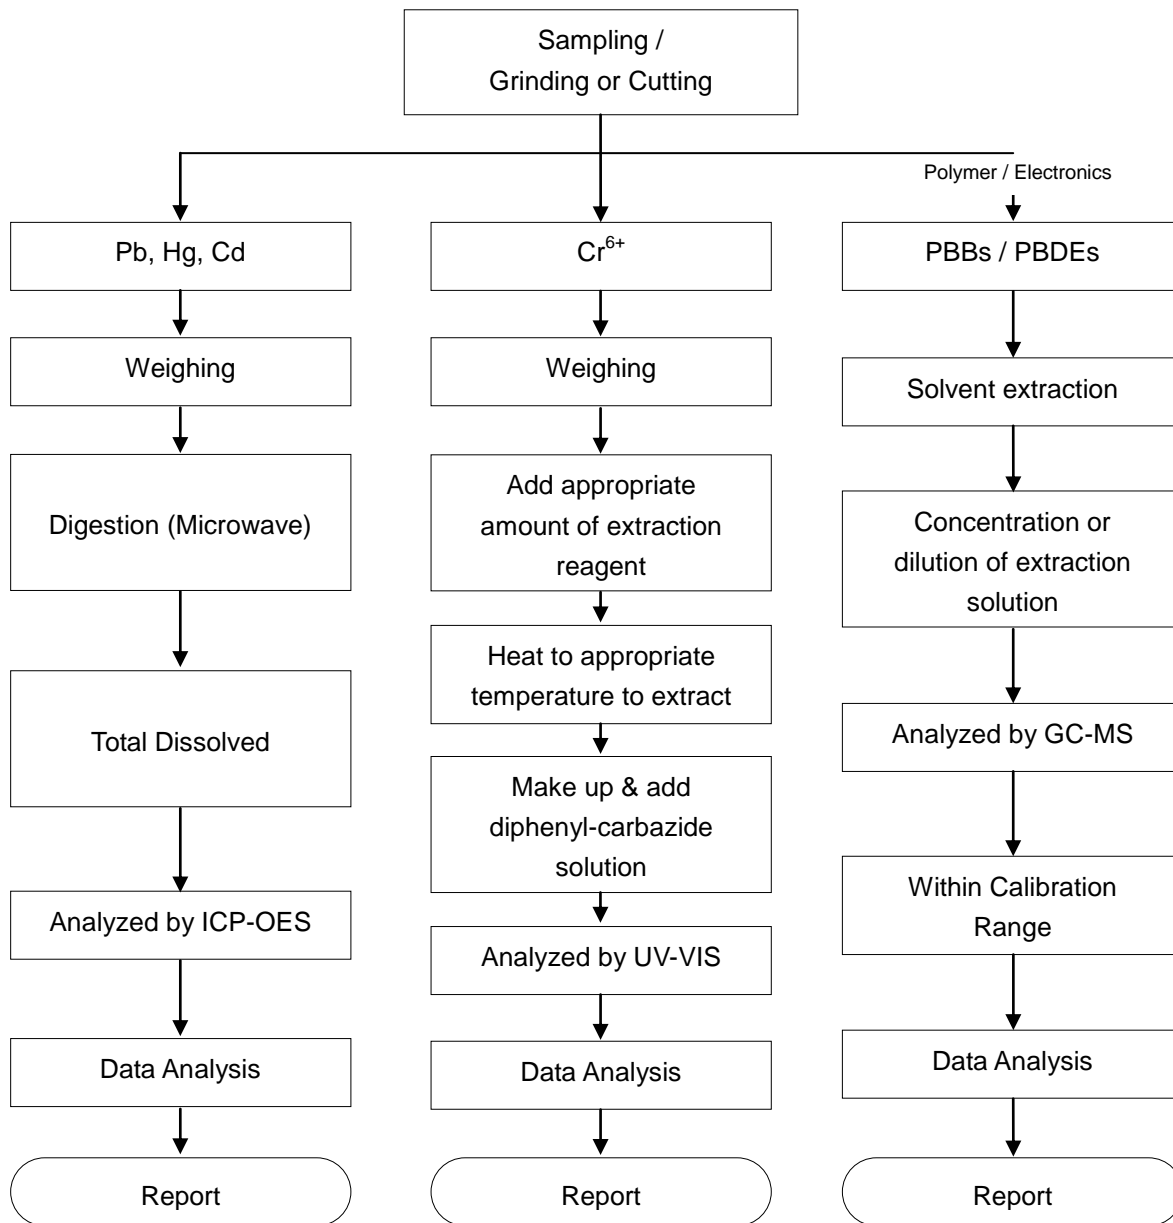 Sampling /
Grinding or Cutting
Polymer / Electronics
Pb, Hg, Cd
Weighing
Digestion (Microwave)
Total Dissolved
Analyzed by ICP-OES
Data Analysis
Report
Cr⁶⁺
Weighing
Add appropriate
amount of extraction
reagent
Heat to appropriate
temperature to extract
Make up & add
diphenyl-carbazide
solution
Analyzed by UV-VIS
Data Analysis
Report
PBBs / PBDEs
Solvent extraction
Concentration or
dilution of extraction
solution
Analyzed by GC-MS
Within Calibration
Range
Data Analysis
Report